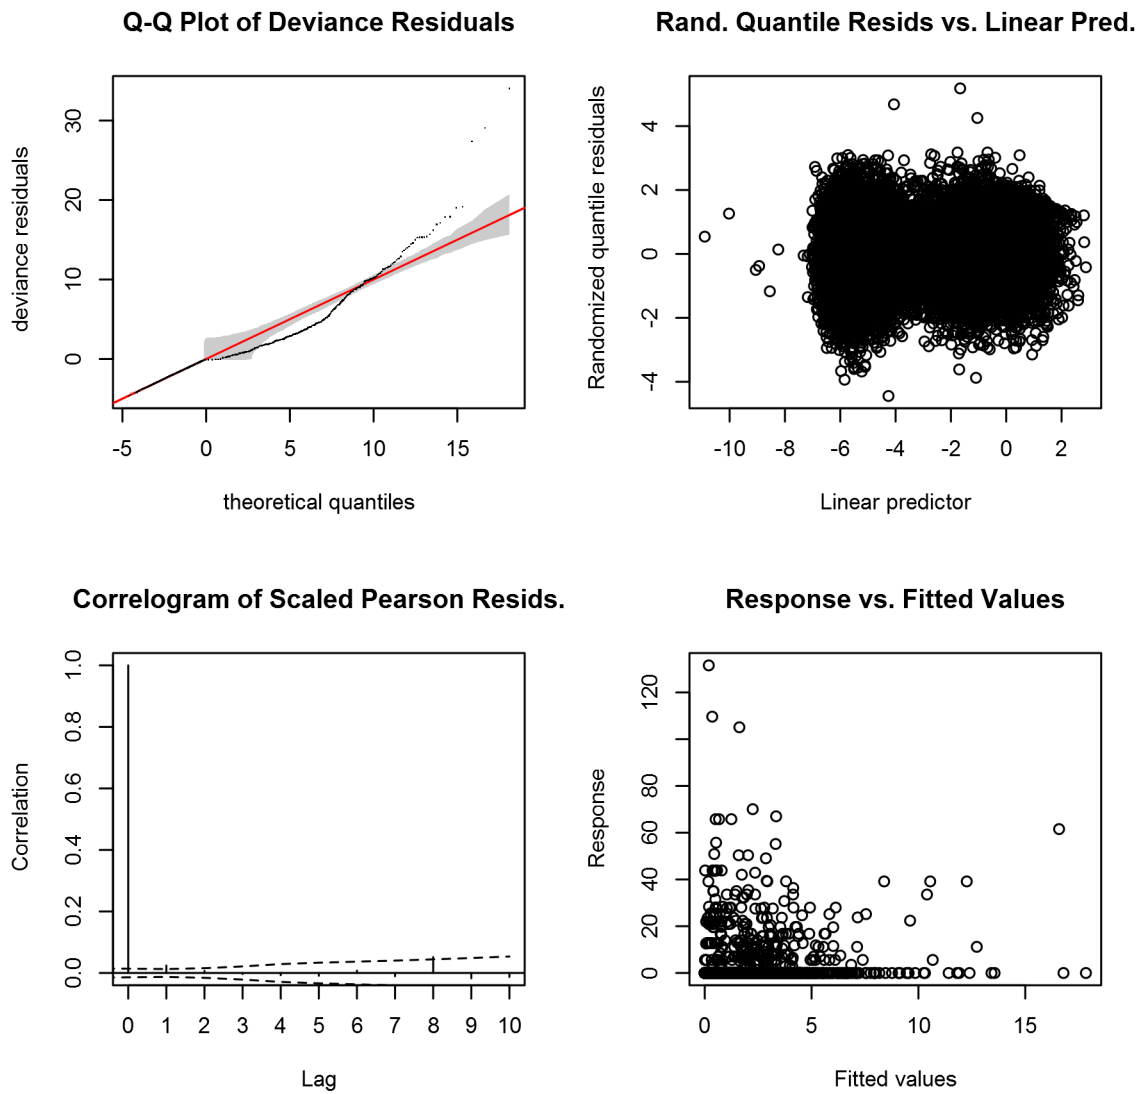 Q-Q Plot of Deviance Residuals
deviance residuals
30
20
10
0
-5 0 5 10 15
theoretical quantiles
Rand. Quantile Resids vs. Linear Pred.
Randomized quantile residuals
4
2
0
-2
-4
-10 -8 -6 -4 -2 0 2
Linear predictor
Correlogram of Scaled Pearson Resids.
Correlation
1.0
0.8
0.6
0.4
0.2
0.0
0 1 2 3 4 5 6 7 8 9 10
Lag
Response vs. Fitted Values
Response
120
80
60
40
20
0
0 5 10 15
Fitted values